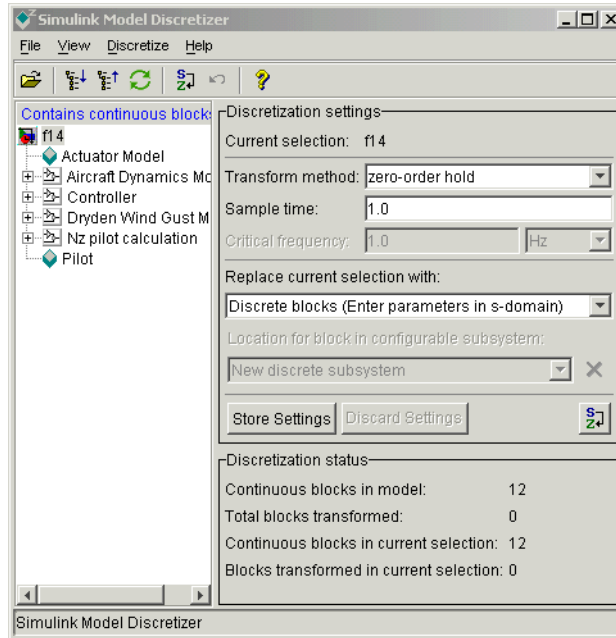 Simulink Model Discretizer
File View Discretize Help
Contains continuous block
f14
Actuator Model
Aircraft Dynamics Mo
Controller
Dryden Wind Gust M
Nz pilot calculation
Pilot
Discretization settings
Current selection: f14
Transform method: zero-order hold
Sample time: 1.0
Critical frequency: 1.0 Hz
Replace current selection with:
Discrete blocks (Enter parameters in s-domain)
Location for block in configurable subsystem:
New discrete subsystem
Store Settings Discard Settings S Z
Discretization status
Continuous blocks in model: 12
Total blocks transformed: 0
Continuous blocks in current selection: 12
Blocks transformed in current selection: 0
Simulink Model Discretizer